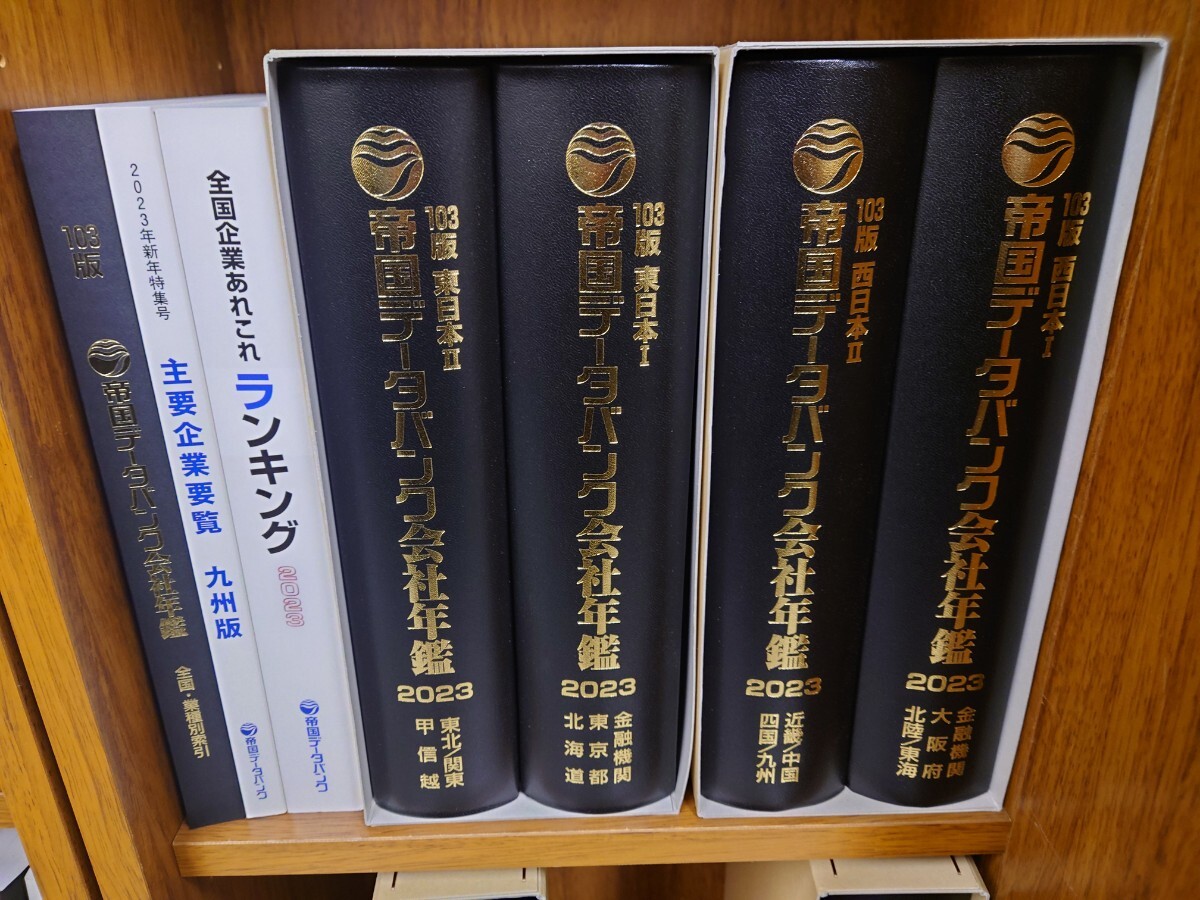 103版
帝国データバンク会社年鑑
全国・業種別索引
2023年新年特集号
主要企業要覧 九州版
帝国データバンク
全国企業あれこれ
ランキング
2023
帝国データバンク
103版 東日本II
帝国データバンク会社年鑑
2023
東北/関東
甲信越
103版 東日本I
帝国データバンク会社年鑑
2023
金融機関
東京都
北海道
103版 西日本II
帝国データバンク会社年鑑
2023
近畿/中国
四国/九州
103版 西日本I
帝国データバンク会社年鑑
2023
金融機関
大阪府
北陸/東海